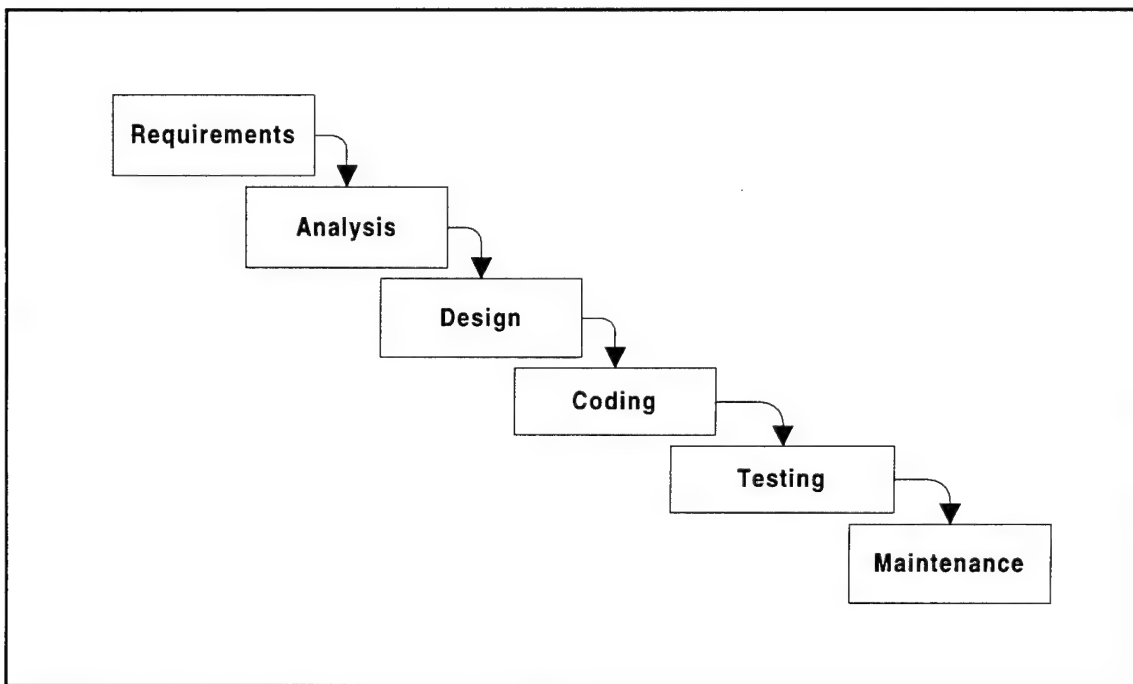 Requirements
Analysis
Design
Coding
Testing
Maintenance